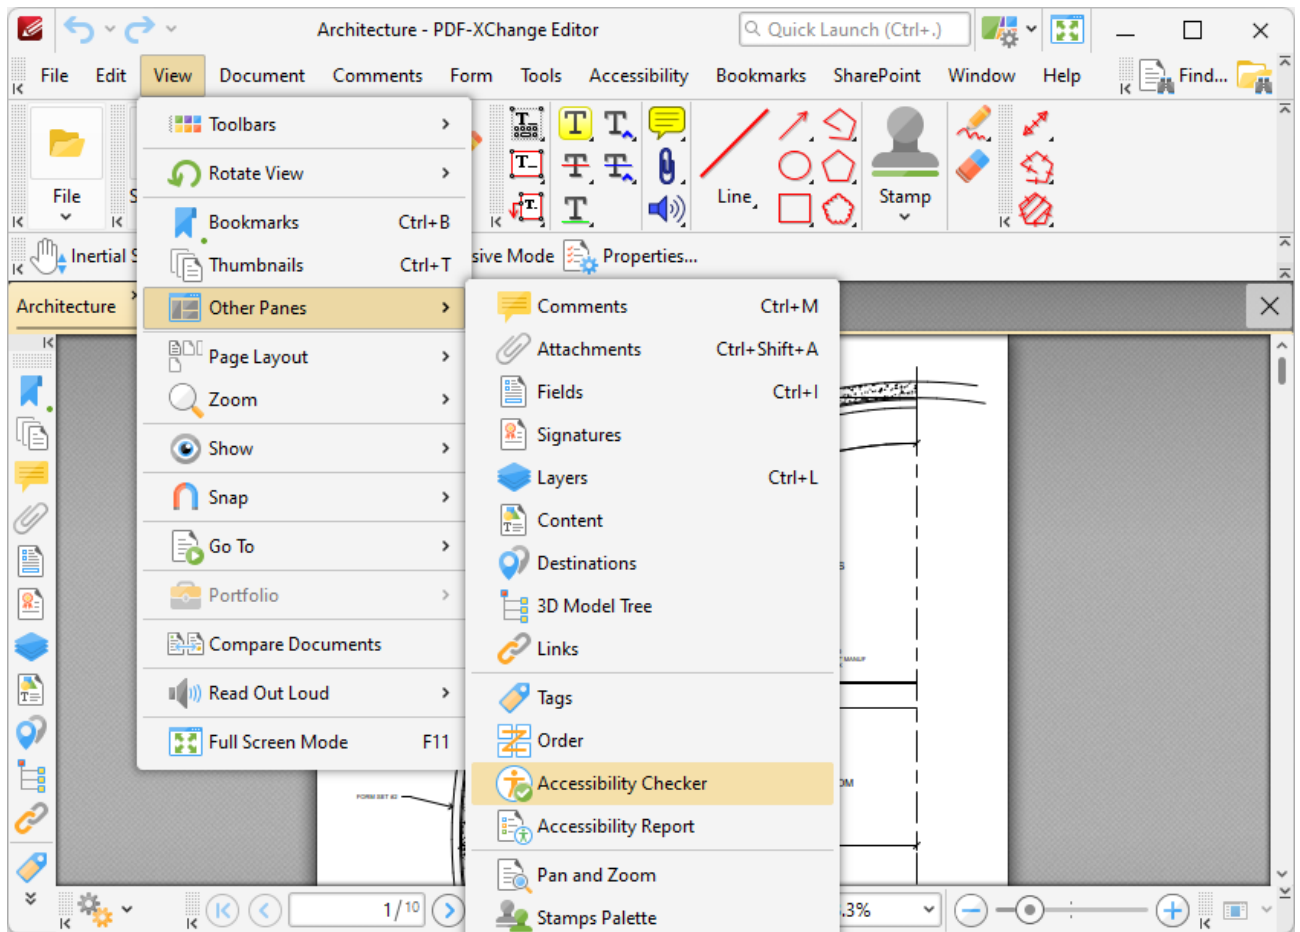 Architecture - PDF-XChange Editor
Quick Launch (Ctrl+.)
File Edit View Document Comments Form Tools Accessibility Bookmarks SharePoint Window Help
Find...
File
Line
Stamp
Inertial
sive Mode
Properties...
Architecture
Toolbars
Rotate View
Bookmarks Ctrl+B
Thumbnails Ctrl+T
Other Panes
Page Layout
Zoom
Show
Snap
Go To
Portfolio
Compare Documents
Read Out Loud
Full Screen Mode F11
Comments Ctrl+M
Attachments Ctrl+Shift+A
Fields Ctrl+I
Signatures
Layers Ctrl+L
Content
Destinations
3D Model Tree
Links
Tags
Order
Accessibility Checker
Accessibility Report
Pan and Zoom
Stamps Palette
FORM SET #2
1/10
.3%